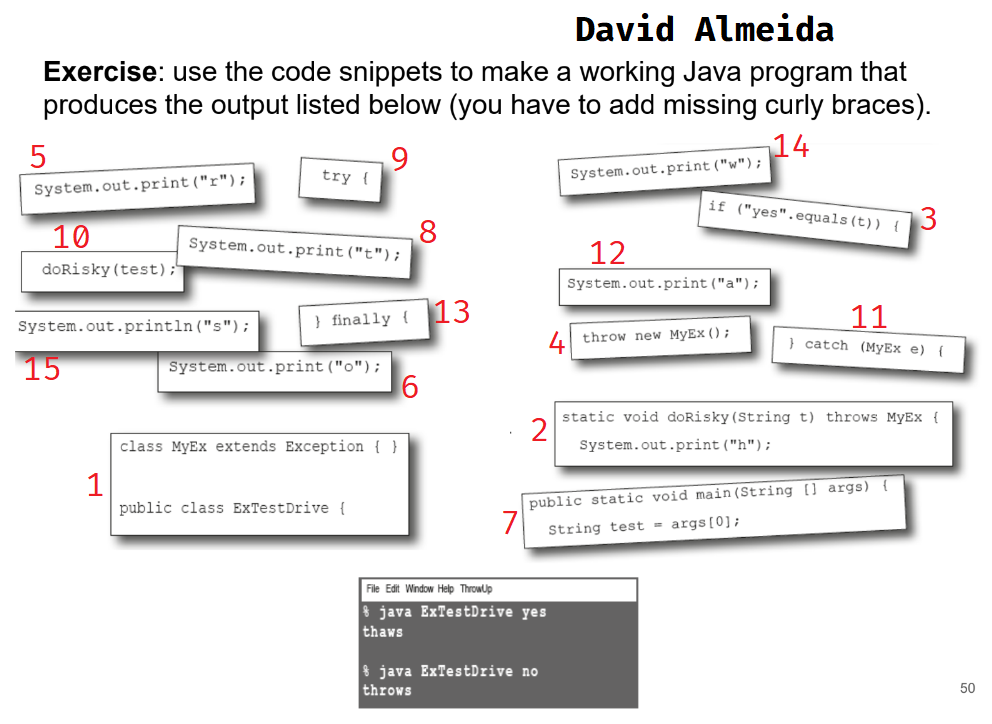 David Almeida
Exercise: use the code snippets to make a working Java program that
produces the output listed below (you have to add missing curly braces).
5
System.out.print("r");
9
try {
14
System.out.print("w");
3
if ("yes".equals(t)) {
10
doRisky(test);
8
System.out.print("t");
12
System.out.print("a");
15
System.out.println("s");
13
} finally {
4
throw new MyEx();
11
} catch (MyEx e) {
6
System.out.print("o");
2
static void doRisky(String t) throws MyEx {
System.out.print("h");
1
class MyEx extends Exception { }
public class ExTestDrive {
7
public static void main(String [] args) {
String test = args[0];
File Edit Window Help ThrowUp
% java ExTestDrive yes
thaws
% java ExTestDrive no
throws
50